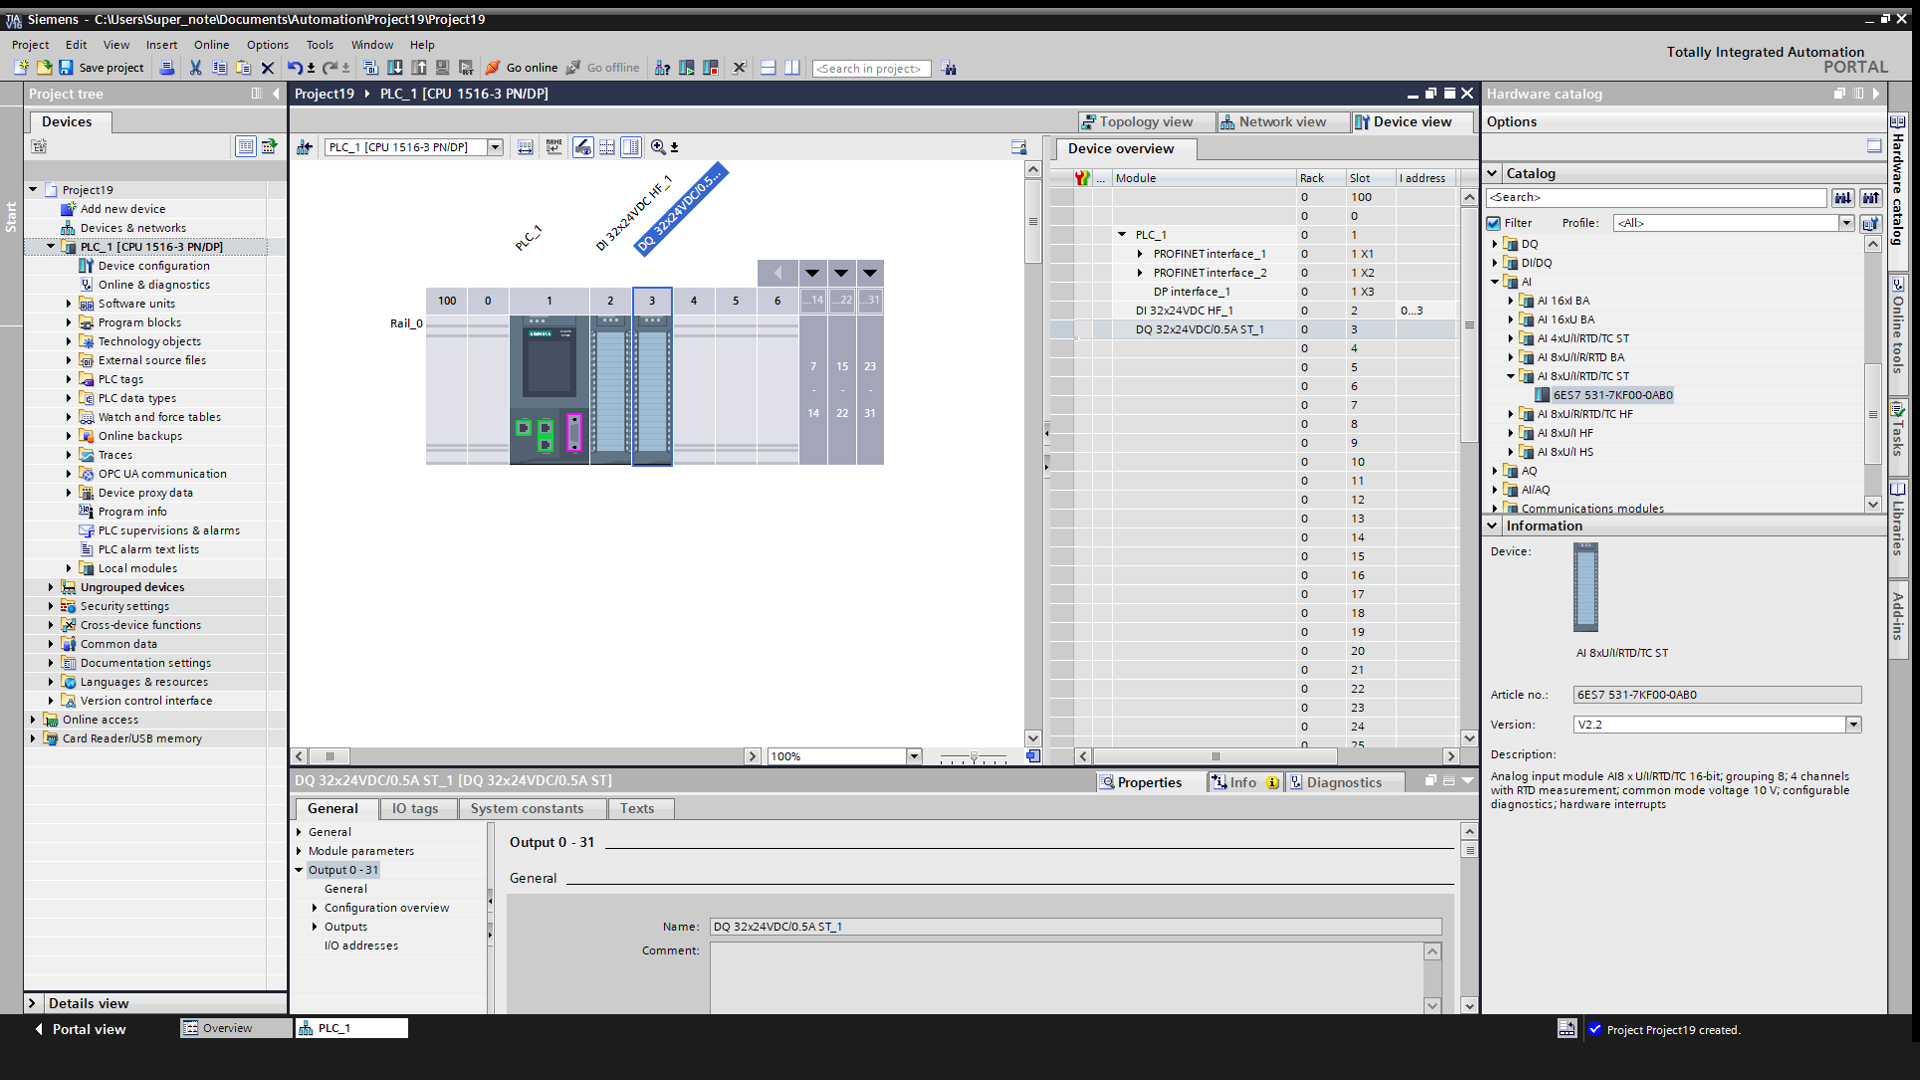 Siemens - C:\Users\Super_note\Documents\Automation\Project19\Project19
Project Edit View Insert Online Options Tools Window Help
Totally Integrated Automation
PORTAL
Save project
Go online
Go offline
<Search in project>
Project tree
Devices
Start
Project19
Add new device
Devices & networks
PLC_1 [CPU 1516-3 PN/DP]
Device configuration
Online & diagnostics
Software units
Program blocks
Technology objects
External source files
PLC tags
PLC data types
Watch and force tables
Online backups
Traces
OPC UA communication
Device proxy data
Program info
PLC supervisions & alarms
PLC alarm text lists
Local modules
Ungrouped devices
Security settings
Cross-device functions
Common data
Documentation settings
Languages & resources
Version control interface
Online access
Card Reader/USB memory
Details view
Project19 PLC_1 [CPU 1516-3 PN/DP]
Topology view
Network view
Device view
PLC_1 [CPU 1516-3 PN/DP]
PLC_1
DI 32x24VDC HF_1
DQ 32x24VDC/0.5...
100 0 1 2 3 4 5 6 ...14 ...22 ...31
Rail_0
7 15 23
- - -
14 22 31
100%
Device overview
... Module Rack Slot I address
0 100
0 0
PLC_1 0 1
PROFINET interface_1 0 1 X1
PROFINET interface_2 0 1 X2
DP interface_1 0 1 X3
DI 32x24VDC HF_1 0 2 0...3
DQ 32x24VDC/0.5A ST_1 0 3
0 4
0 5
0 6
0 7
0 8
0 9
0 10
0 11
0 12
0 13
0 14
0 15
0 16
0 17
0 18
0 19
0 20
0 21
0 22
0 23
0 24
0 25
DQ 32x24VDC/0.5A ST_1 [DQ 32x24VDC/0.5A ST]
Properties
Info
Diagnostics
General
IO tags
System constants
Texts
General
Module parameters
Output 0 - 31
General
Configuration overview
Outputs
I/O addresses
Output 0 - 31
General
Name: DQ 32x24VDC/0.5A ST_1
Comment:
Hardware catalog
Options
Catalog
<Search>
Filter Profile: <All>
DQ
DI/DQ
AI
AI 16xI BA
AI 16xU BA
AI 4xU/I/RTD/TC ST
AI 8xU/I/R/RTD BA
AI 8xU/I/RTD/TC ST
6ES7 531-7KF00-0AB0
AI 8xU/R/RTD/TC HF
AI 8xU/I HF
AI 8xU/I HS
AQ
AI/AQ
Communications modules
Information
Device:
AI 8xU/I/RTD/TC ST
Article no.: 6ES7 531-7KF00-0AB0
Version: V2.2
Description:
Analog input module AI8 x U/I/RTD/TC 16-bit; grouping 8; 4 channels
with RTD measurement; common mode voltage 10 V; configurable
diagnostics; hardware interrupts
Hardware catalog
Online tools
Tasks
Libraries
Add-ins
Portal view
Overview
PLC_1
Project Project19 created.